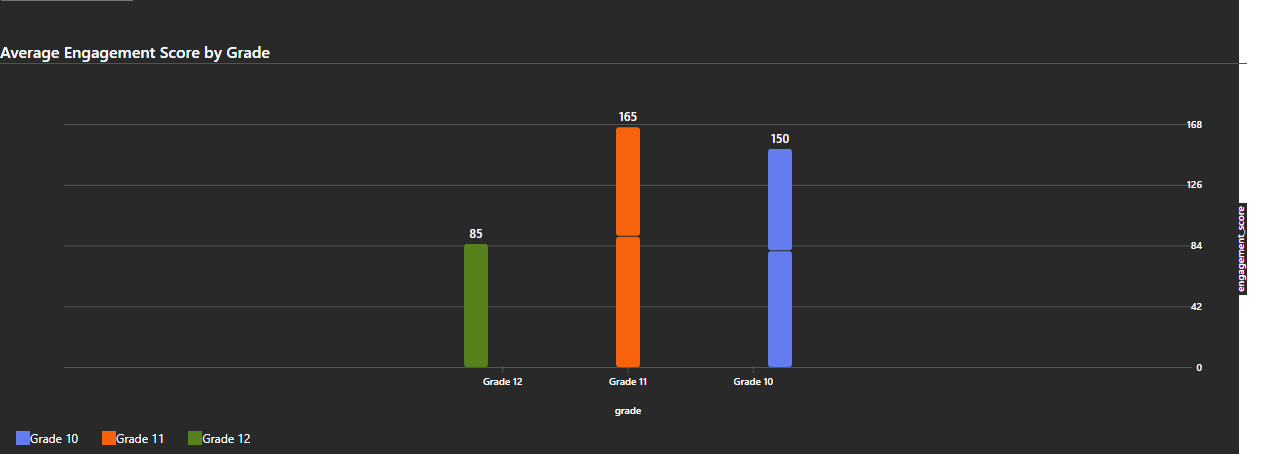 Average Engagement Score by Grade
165
168
150
126
85
84
engagement_score
42
0
Grade 12 Grade 11 Grade 10
grade
Grade 10 Grade 11 Grade 12